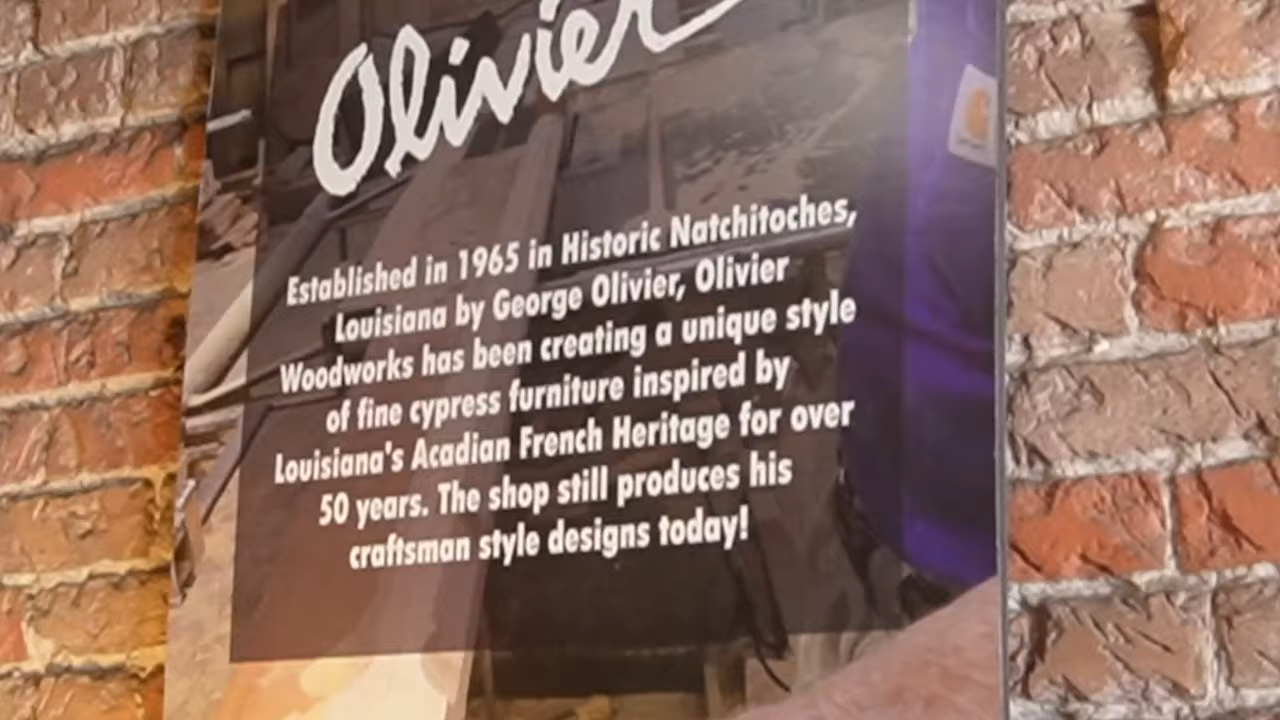 Olivier
Established in 1965 in Historic Natchitoches,
Louisiana by George Olivier, Olivier
Woodworks has been creating a unique style
of fine cypress furniture inspired by
Louisiana's Acadian French Heritage for over
50 years. The shop still produces his
craftsman style designs today!